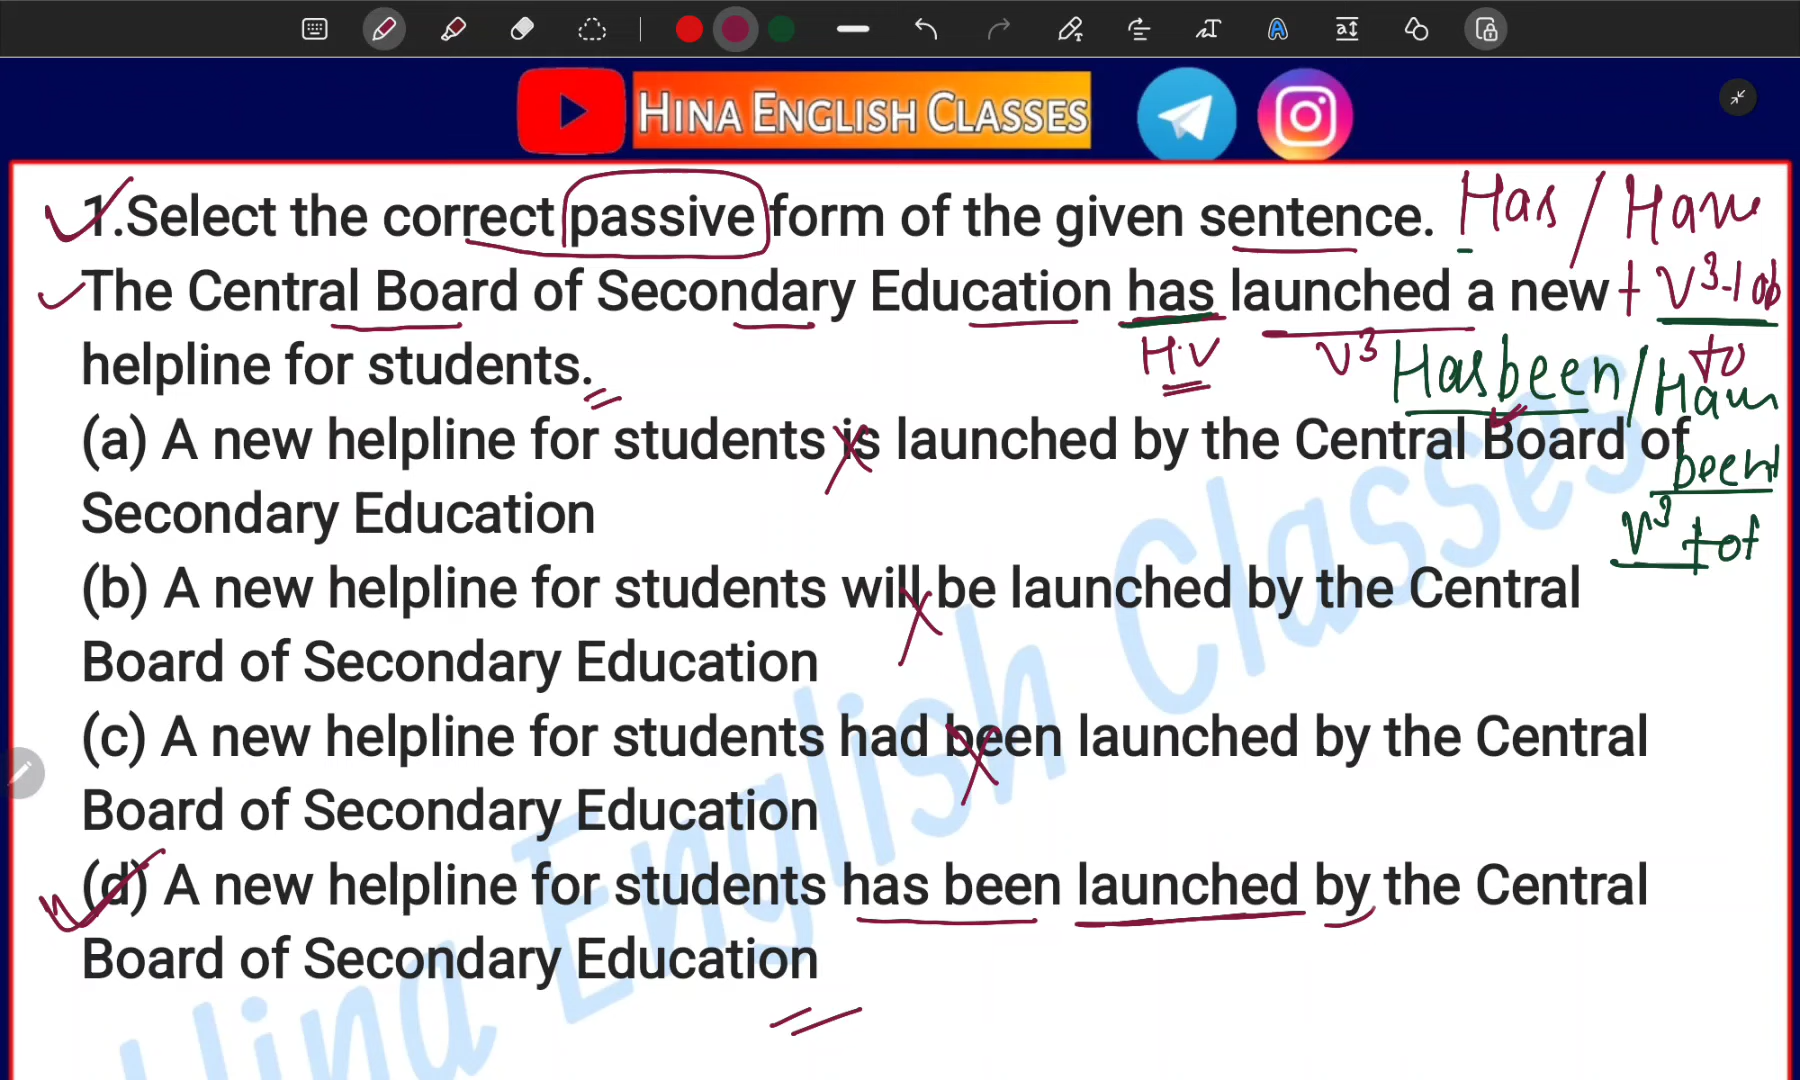 HINA ENGLISH CLASSES
1.Select the correct passive form of the given sentence. Has / Have
The Central Board of Secondary Education has launched a new + V3 + ob
helpline for students. H.V V3 Has been / Have
(a) A new helpline for students is launched by the Central Board of
been
Secondary Education V3
(b) A new helpline for students will be launched by the Central
Board of Secondary Education
(c) A new helpline for students had been launched by the Central
Board of Secondary Education
(d) A new helpline for students has been launched by the Central
Board of Secondary Education
Hina English Classes